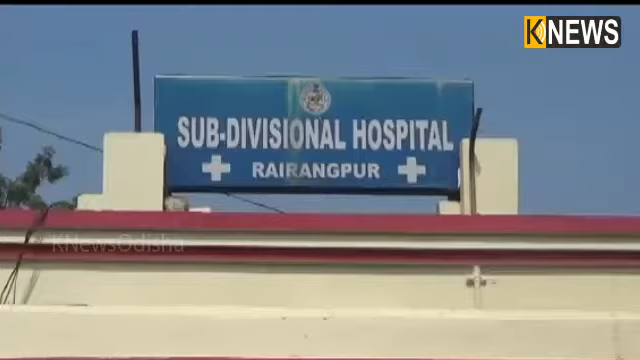 KNEWS
SUB-DIVISIONAL HOSPITAL
RAIRANGPUR
KNewsOdisha